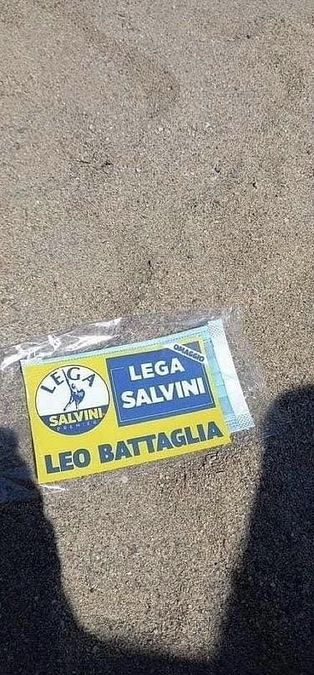 LEGA
SALVINI
PREMIER
LEGA
SALVINI
OMAGGIO
LEO BATTAGLIA